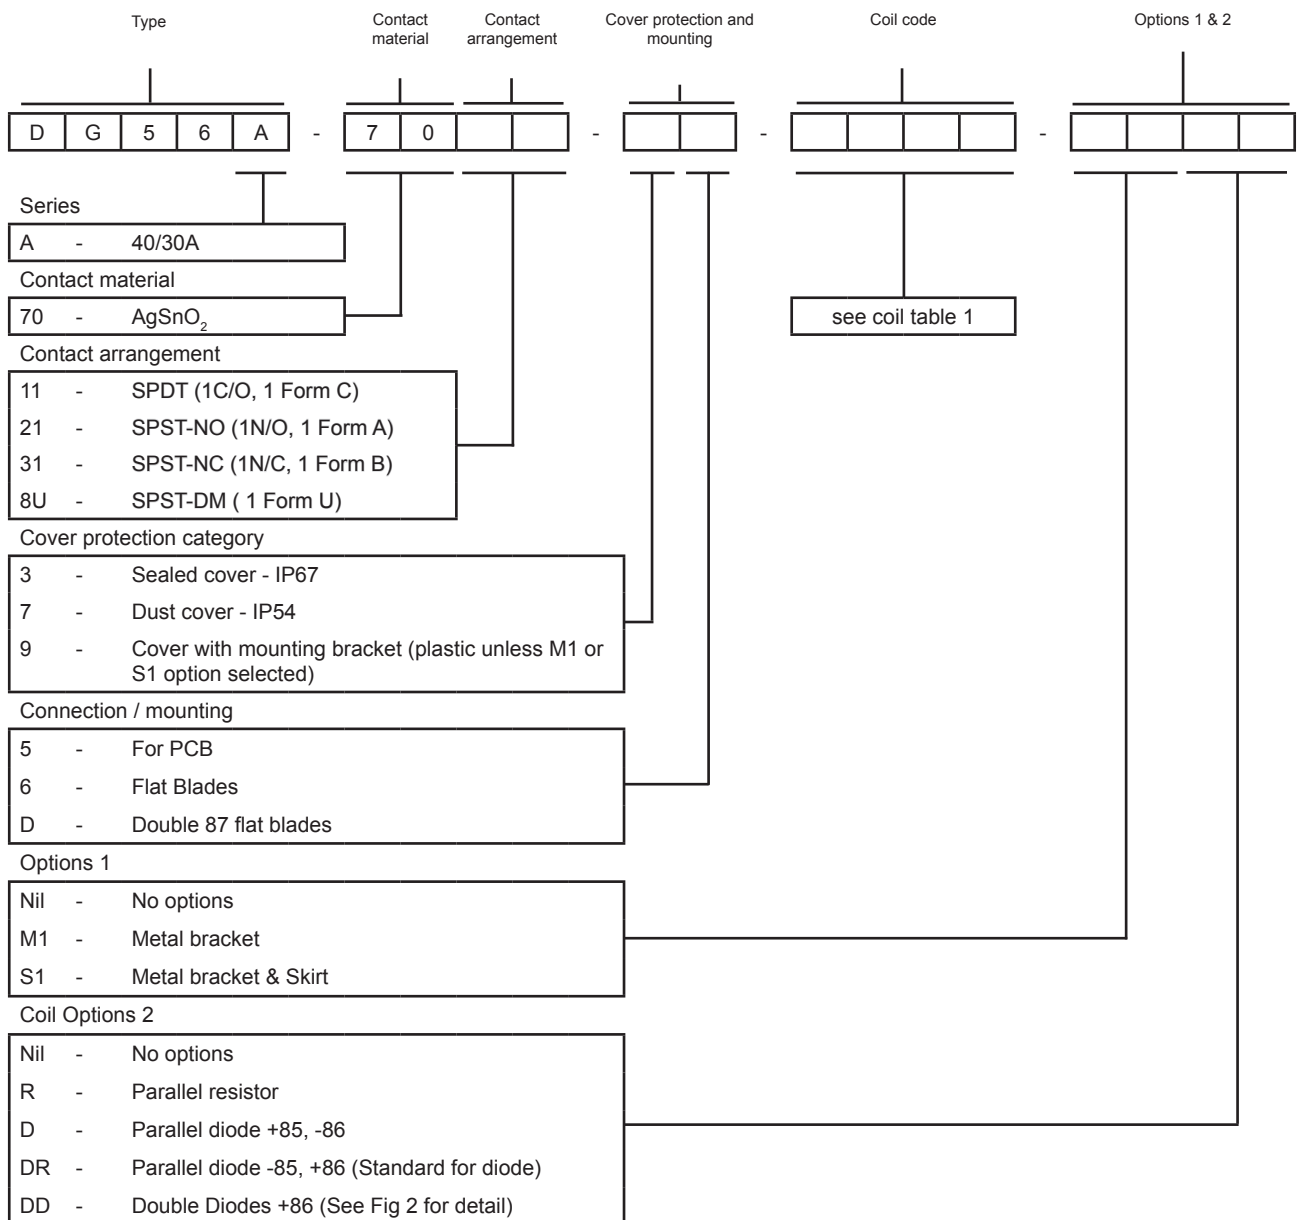 Type
Contact material
Contact arrangement
Cover protection and mounting
Coil code
Options 1 & 2
D G 5 6 A - 7 0 - - -
Series
A - 40/30A
Contact material
70 - AgSnO2
see coil table 1
Contact arrangement
11 - SPDT (1C/O, 1 Form C)
21 - SPST-NO (1N/O, 1 Form A)
31 - SPST-NC (1N/C, 1 Form B)
8U - SPST-DM ( 1 Form U)
Cover protection category
3 - Sealed cover - IP67
7 - Dust cover - IP54
9 - Cover with mounting bracket (plastic unless M1 or
S1 option selected)
Connection / mounting
5 - For PCB
6 - Flat Blades
D - Double 87 flat blades
Options 1
Nil - No options
M1 - Metal bracket
S1 - Metal bracket & Skirt
Coil Options 2
Nil - No options
R - Parallel resistor
D - Parallel diode +85, -86
DR - Parallel diode -85, +86 (Standard for diode)
DD - Double Diodes +86 (See Fig 2 for detail)